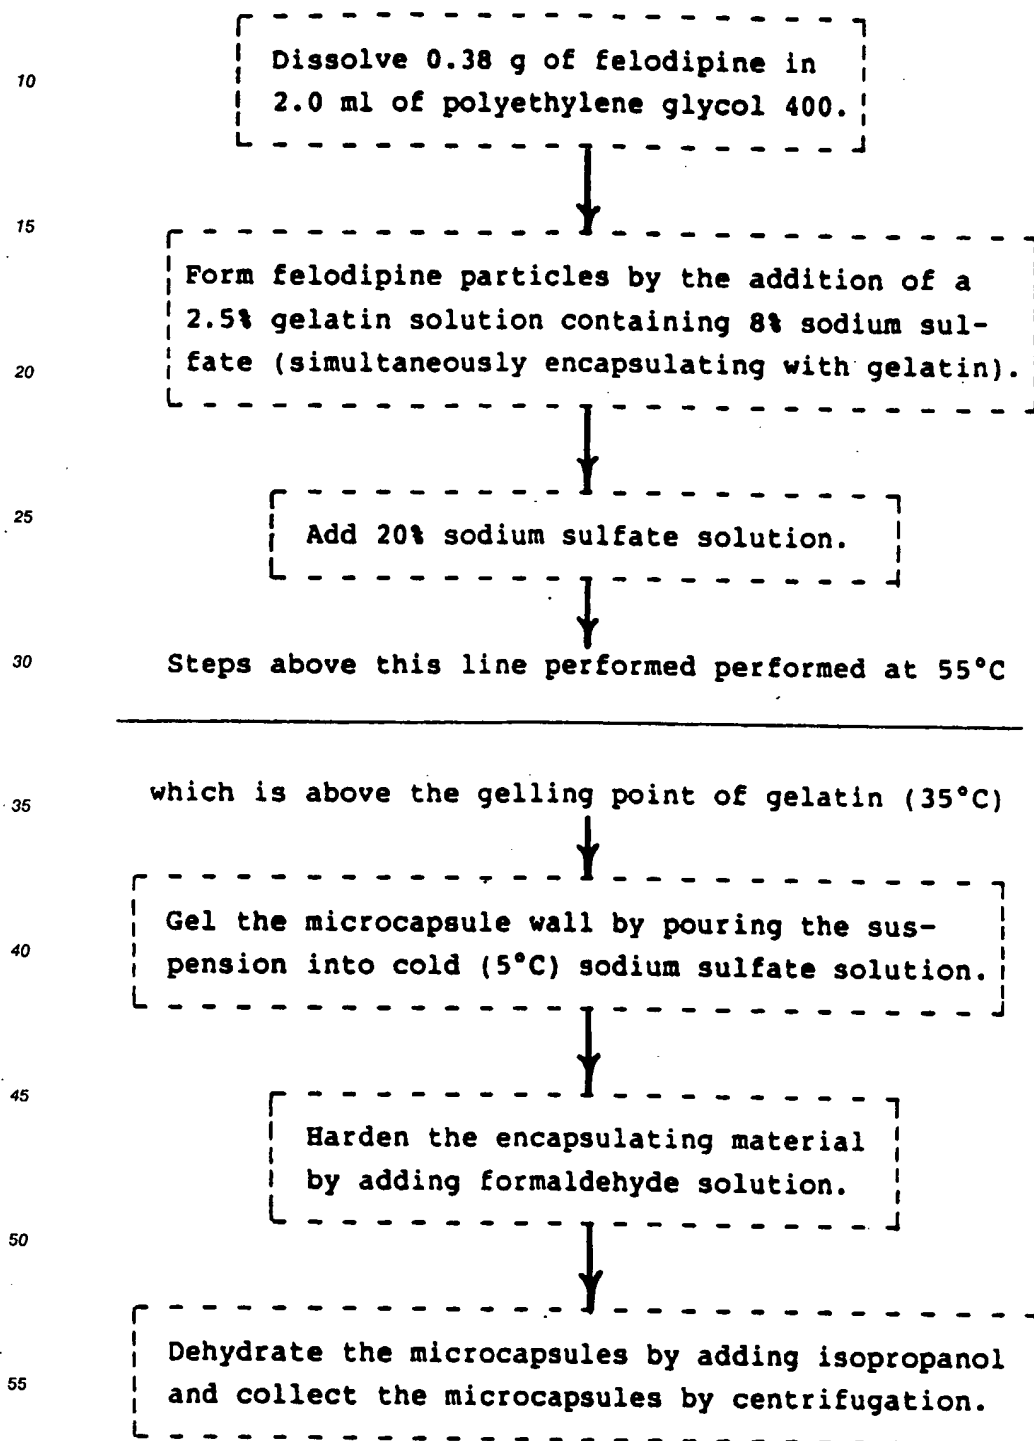 10
Dissolve 0.38 g of felodipine in
2.0 ml of polyethylene glycol 400.
15
Form felodipine particles by the addition of a
2.5% gelatin solution containing 8% sodium sul-
20
fate (simultaneously encapsulating with gelatin).
25
Add 20% sodium sulfate solution.
30
Steps above this line performed performed at 55°C
35
which is above the gelling point of gelatin (35°C)
Gel the microcapsule wall by pouring the sus-
40
pension into cold (5°C) sodium sulfate solution.
45
Harden the encapsulating material
by adding formaldehyde solution.
50
Dehydrate the microcapsules by adding isopropanol
55
and collect the microcapsules by centrifugation.